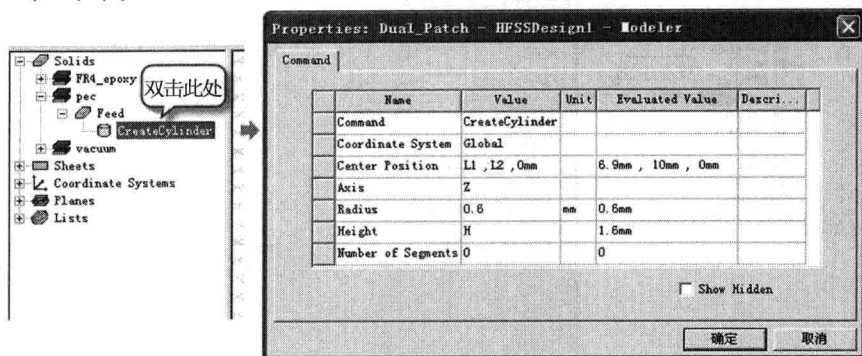 Solids
FR4_epoxy
pec
Feed
CreateCylinder
vacuum
Sheets
Coordinate Systems
Planes
Lists
双击此处
Properties: Dual_Patch - HFSSDesign1 - Modeler
Command
Name Value Unit Evaluated Value Descri...
Command CreateCylinder
Coordinate System Global
Center Position L1 ,L2 ,0mm 6.9mm , 10mm , 0mm
Axis Z
Radius 0.6 mm 0.6mm
Height H 1.6mm
Number of Segments 0 0
Show Hidden
确定 取消